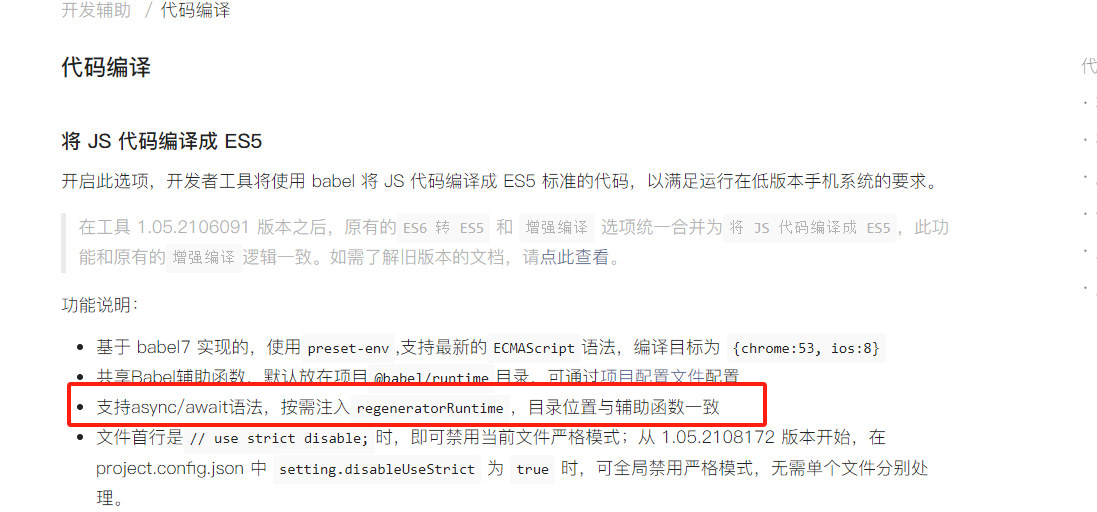 开发辅助 / 代码编译
代码编译
代
将 JS 代码编译成 ES5
开启此选项，开发者工具将使用 babel 将 JS 代码编译成 ES5 标准的代码，以满足运行在低版本手机系统的要求。
在工具 1.05.2106091 版本之后，原有的 ES6 转 ES5 和 增强编译 选项统一合并为 将 JS 代码编译成 ES5 ，此功
能和原有的 增强编译 逻辑一致。如需了解旧版本的文档，请点此查看。
功能说明：
• 基于 babel7 实现的，使用 preset-env ,支持最新的 ECMAScript 语法，编译目标为 {chrome:53, ios:8}
• 共享Babel辅助函数，默认放在项目 @babel/runtime 目录，可通过项目配置文件配置
• 支持async/await语法，按需注入 regeneratorRuntime ，目录位置与辅助函数一致
• 文件首行是 // use strict disable; 时，即可禁用当前文件严格模式；从 1.05.2108172 版本开始，在
project.config.json 中 setting.disableUseStrict 为 true 时，可全局禁用严格模式，无需单个文件分别处
理。